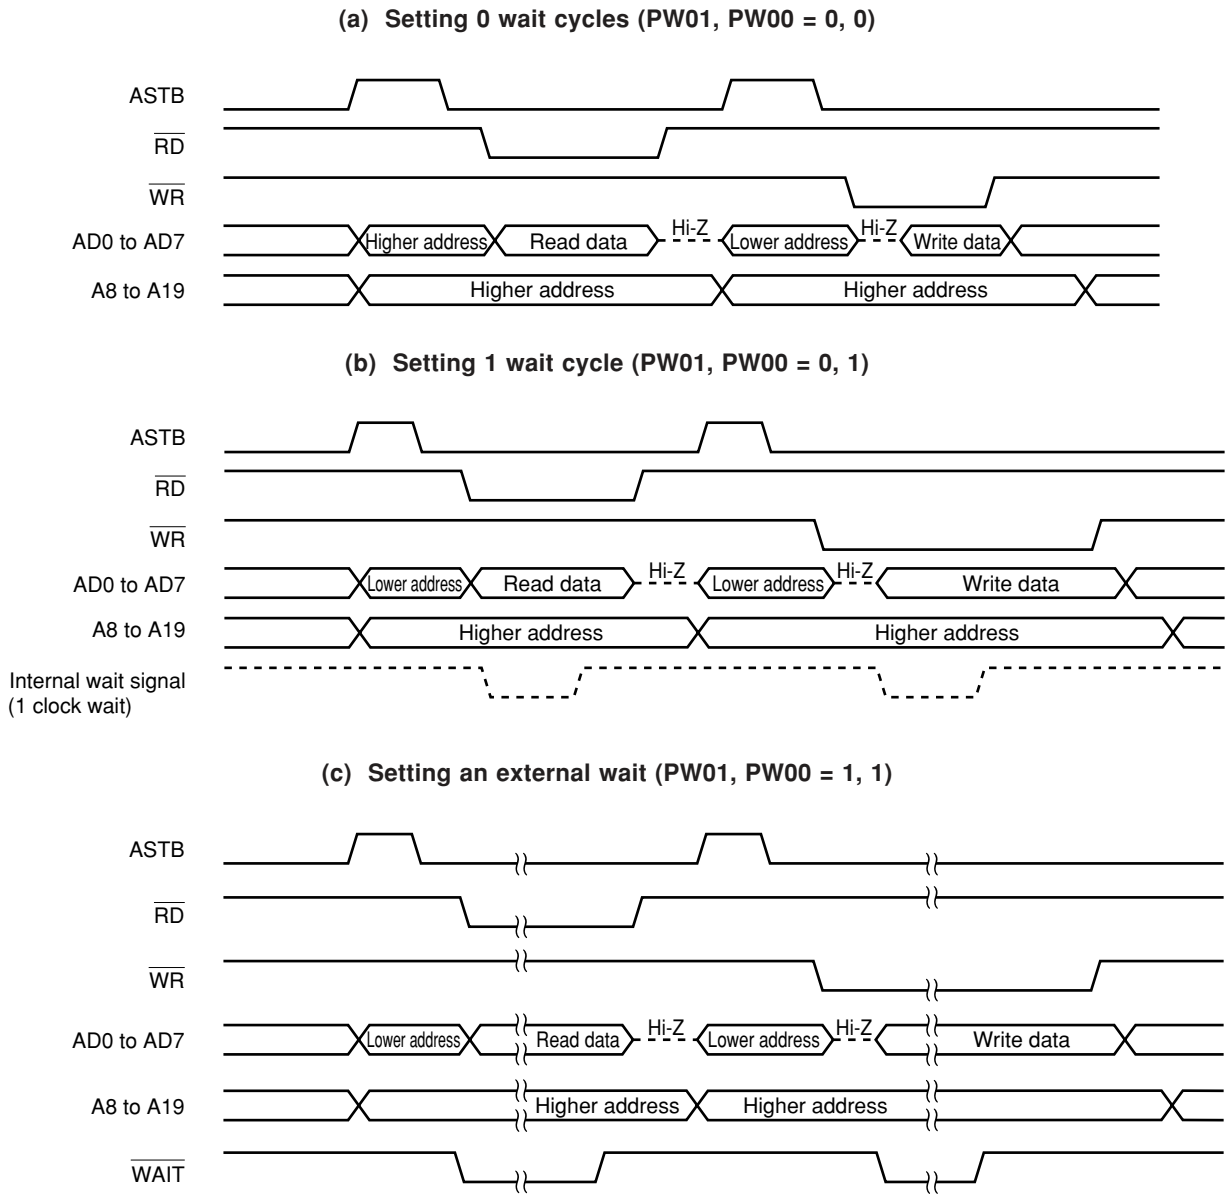 (a) Setting 0 wait cycles (PW01, PW00 = 0, 0)
ASTB
RD
WR
AD0 to AD7 Higher address Read data Hi-Z Lower address Hi-Z Write data
A8 to A19 Higher address Higher address
(b) Setting 1 wait cycle (PW01, PW00 = 0, 1)
ASTB
RD
WR
AD0 to AD7 Lower address Read data Hi-Z Lower address Hi-Z Write data
A8 to A19 Higher address Higher address
Internal wait signal
(1 clock wait)
(c) Setting an external wait (PW01, PW00 = 1, 1)
ASTB
RD
WR
AD0 to AD7 Lower address Read data Hi-Z Lower address Hi-Z Write data
A8 to A19 Higher address Higher address
WAIT